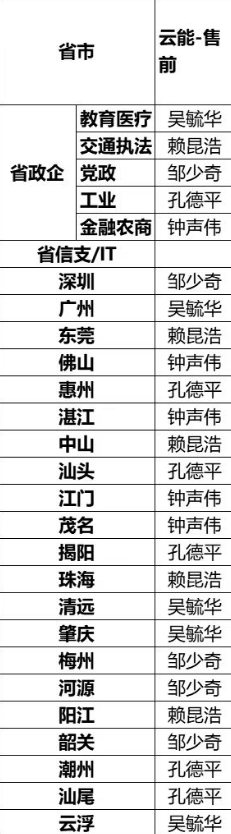 省市 云能-售前
省政企 教育医疗 吴毓华
交通执法 赖昆浩
党政 邹少奇
工业 孔德平
金融农商 钟声伟
省信支/IT
深圳 邹少奇
广州 吴毓华
东莞 赖昆浩
佛山 钟声伟
惠州 孔德平
湛江 钟声伟
中山 赖昆浩
汕头 孔德平
江门 钟声伟
茂名 钟声伟
揭阳 孔德平
珠海 赖昆浩
清远 吴毓华
肇庆 吴毓华
梅州 邹少奇
河源 邹少奇
阳江 赖昆浩
韶关 邹少奇
潮州 孔德平
汕尾 孔德平
云浮 吴毓华